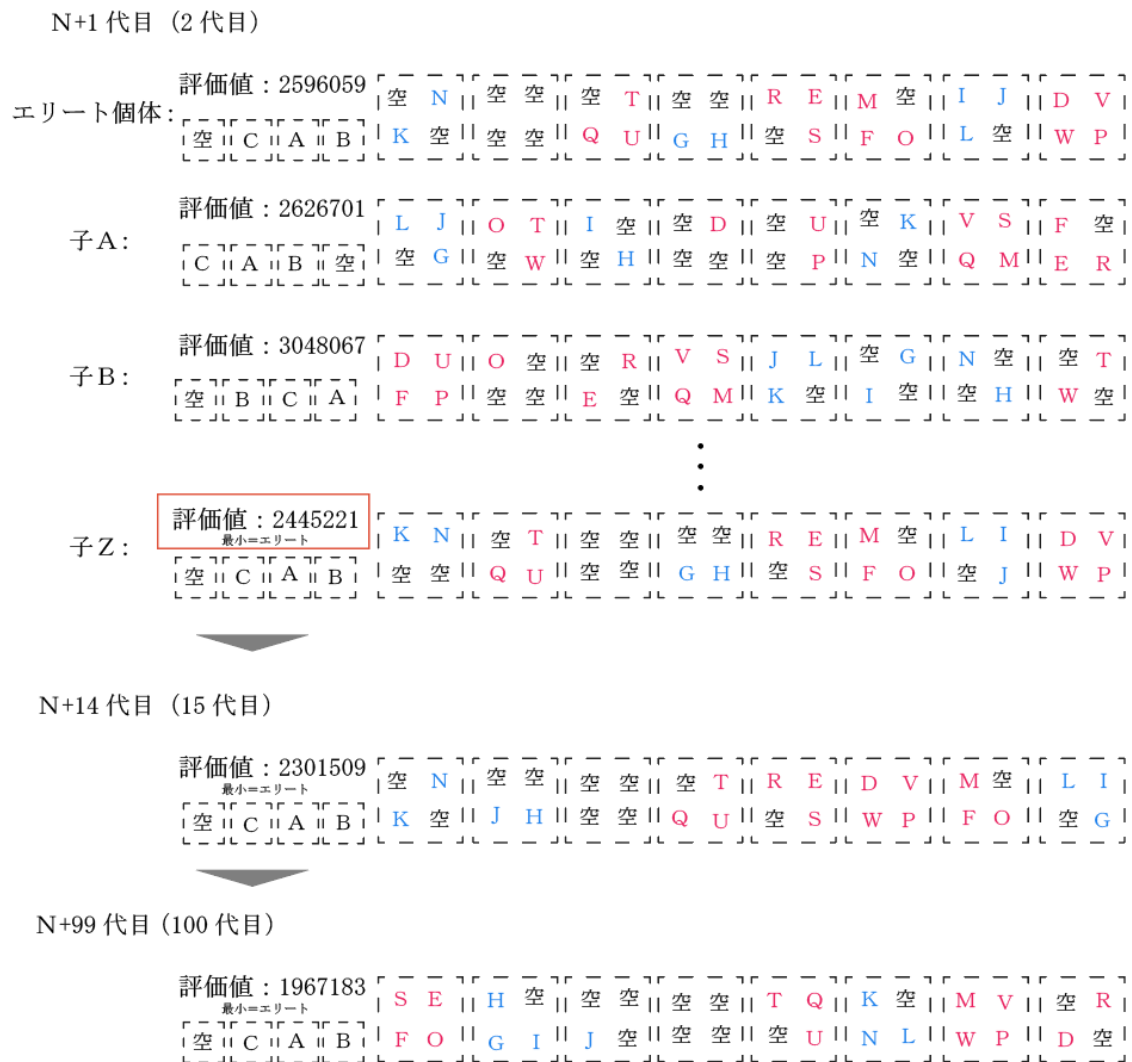 N+1 代目（2 代目）
評価値：2596059
空 N 空 空 空 T 空 空 R E M 空 I J D V
エリート個体：
空 C A B K 空 空 空 Q U G H 空 S F O L 空 W P
評価値：2626701
L J O T I 空 空 D 空 U 空 K V S F 空
子A：
C A B 空 空 G 空 W 空 H 空 空 空 P N 空 Q M E R
評価値：3048067
D U O 空 空 R V S J L 空 G N 空 空 T
子B：
空 B C A F P 空 空 E 空 Q M K 空 I 空 空 H W 空
⋮
評価値：2445221
最小＝エリート
K N 空 T 空 空 空 空 R E M 空 L I D V
子Z：
空 C A B 空 空 Q U 空 空 G H 空 S F O 空 J W P
N+14 代目（15 代目）
評価値：2301509
最小＝エリート
空 N 空 空 空 空 空 T R E D V M 空 L I
空 C A B K 空 J H 空 空 Q U 空 S W P F O 空 G
N+99 代目（100 代目）
評価値：1967183
最小＝エリート
S E H 空 空 空 空 空 T Q K 空 M V 空 R
空 C A B F O G I J 空 空 空 空 U N L W P D 空